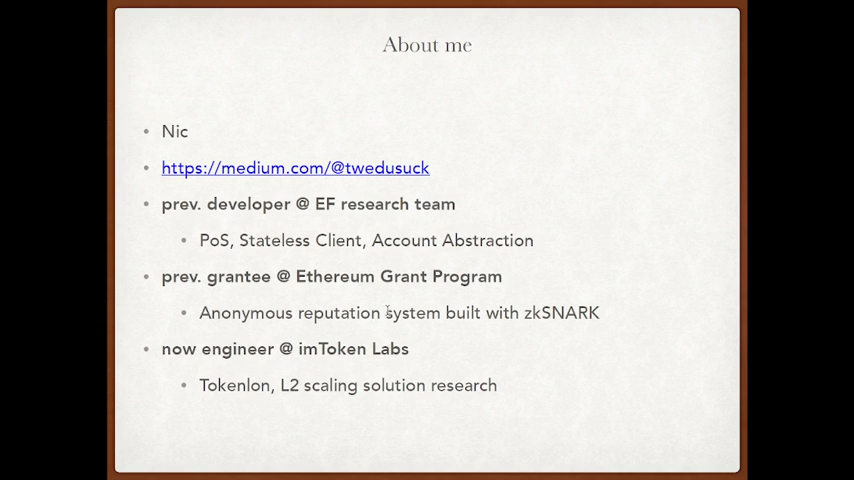 About me
Nic
https://medium.com/@twedusuck
prev. developer @ EF research team
PoS, Stateless Client, Account Abstraction
prev. grantee @ Ethereum Grant Program
Anonymous reputation system built with zkSNARK
now engineer @ imToken Labs
Tokenlon, L2 scaling solution research